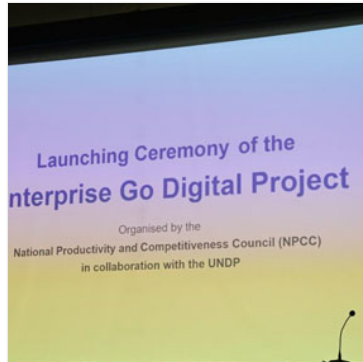 Launching Ceremony of the
nterprise Go Digital Project
Organised by the
National Productivity and Competitiveness Council (NPCC)
in collaboration with the UNDP